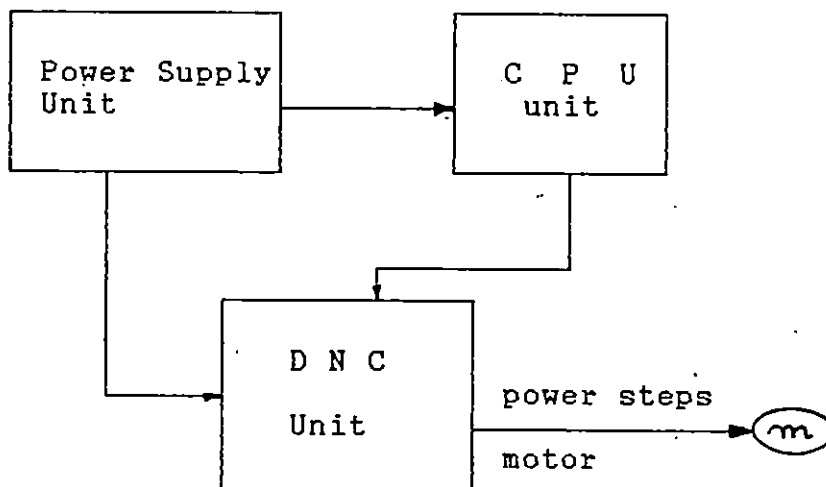 Power Supply
Unit
C P U
unit
D N C
Unit
power steps
motor
m